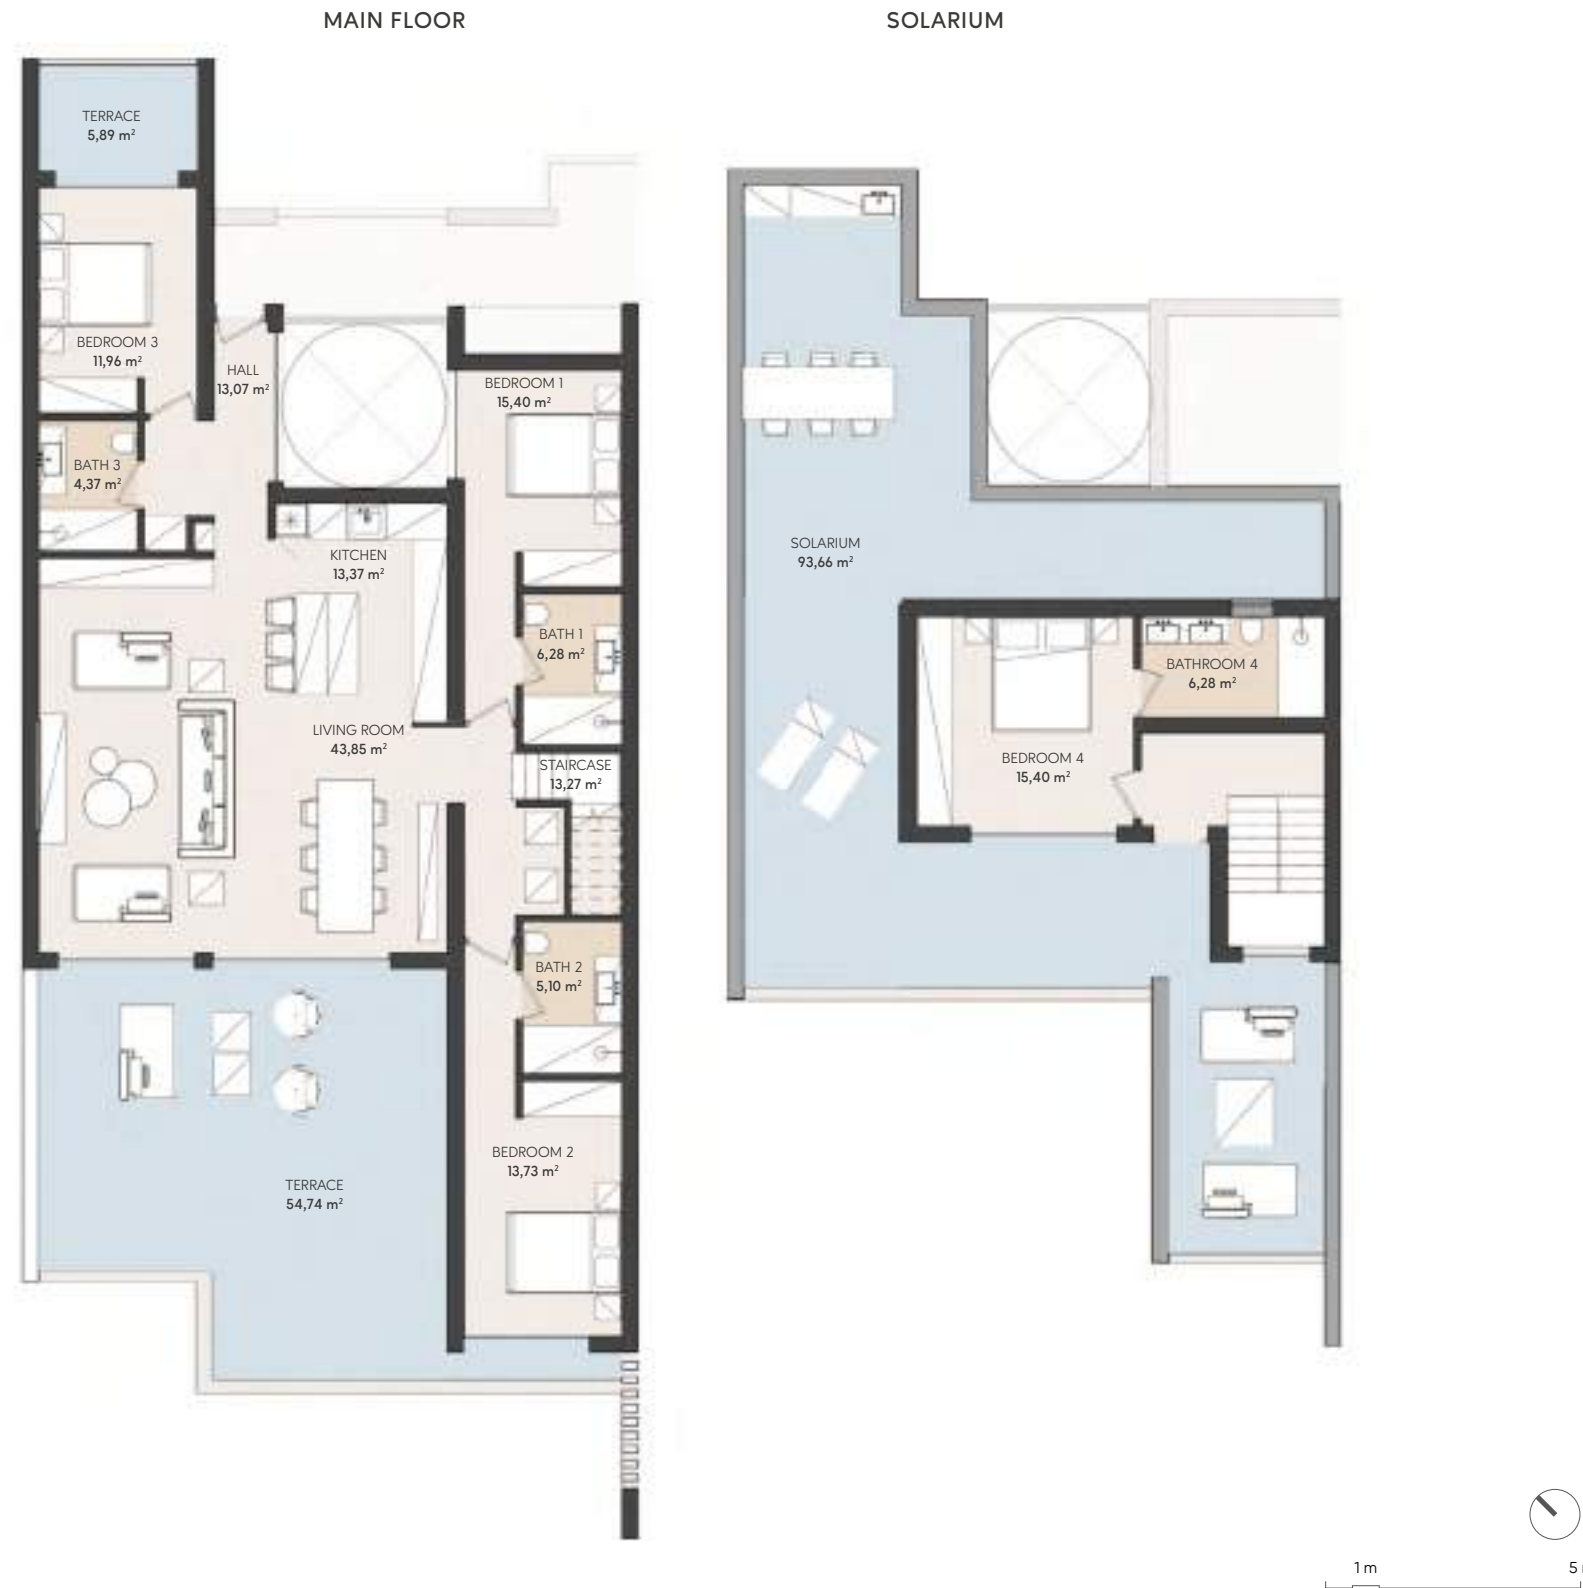 MAIN FLOOR
TERRACE
5,89 m²
BEDROOM 3
11,96 m²
HALL
13,07 m²
BEDROOM 1
15,40 m²
BATH 3
4,37 m²
KITCHEN
13,37 m²
BATH 1
6,28 m²
LIVING ROOM
43,85 m²
STAIRCASE
13,27 m²
BATH 2
5,10 m²
BEDROOM 2
13,73 m²
TERRACE
54,74 m²
SOLARIUM
SOLARIUM
93,66 m²
BATHROOM 4
6,28 m²
BEDROOM 4
15,40 m²
1 m 5